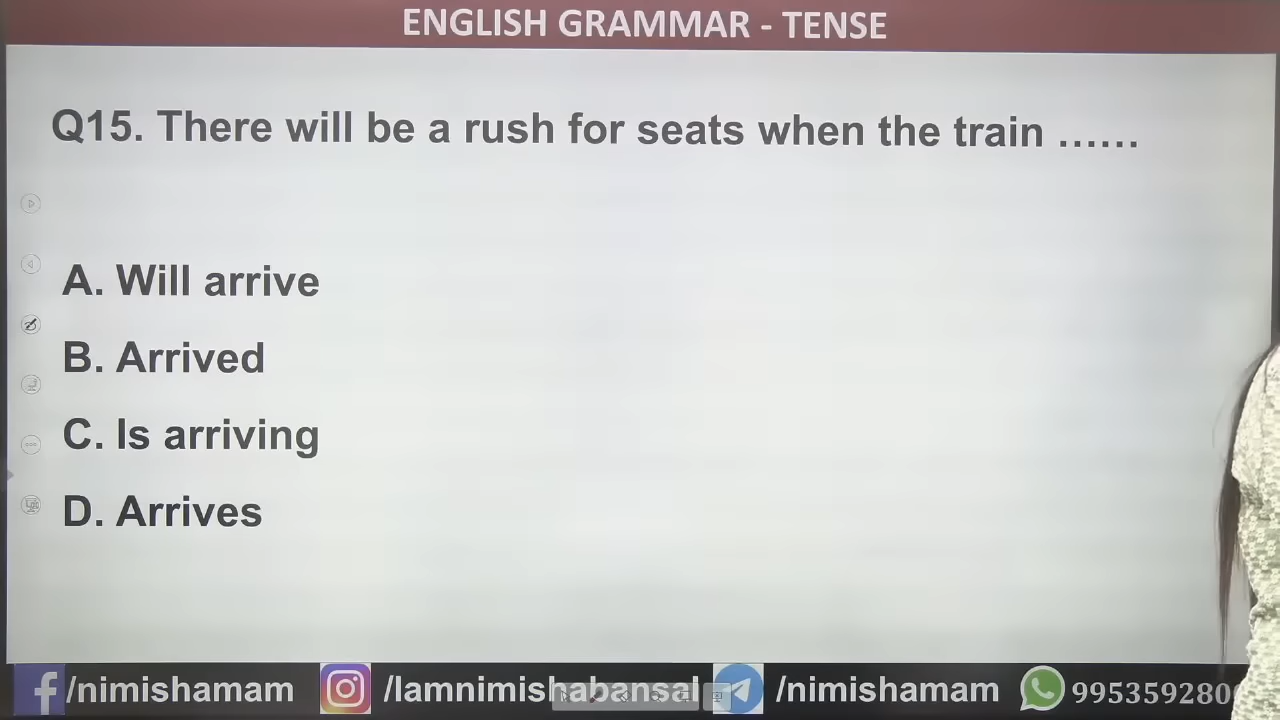 ENGLISH GRAMMAR - TENSE
Q15. There will be a rush for seats when the train ......
A. Will arrive
B. Arrived
C. Is arriving
D. Arrives
/nimishamam /Iamnimishabansal /nimishamam 995359280